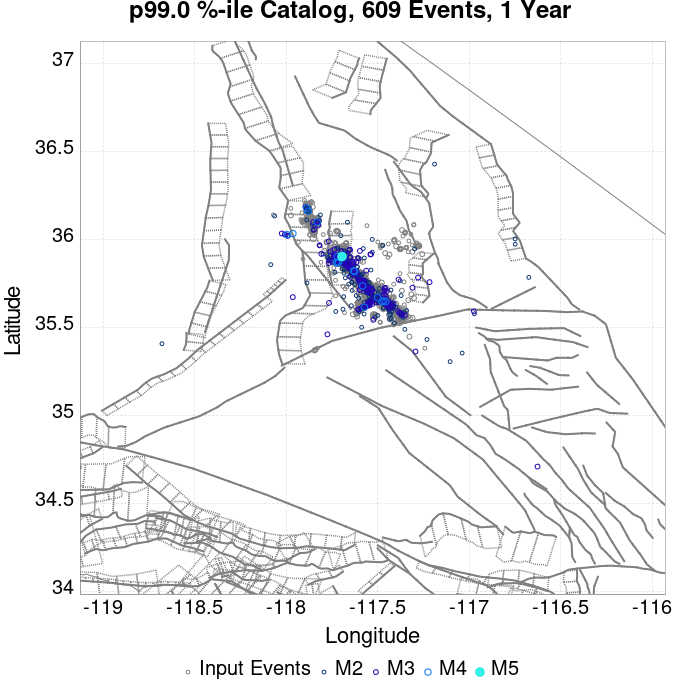 p99.0 %-ile Catalog, 609 Events, 1 Year
37
36.5
36
35.5
35
34.5
34
Latitude
-119
-118.5
-118
-117.5
-117
-116.5
-116
Longitude
Input Events
M2
M3
M4
M5